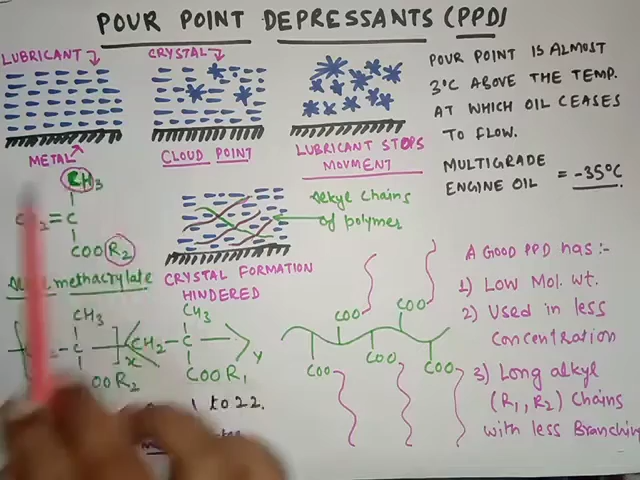 POUR POINT DEPRESSANTS (PPD)
LUBRICANT
CRYSTAL
METAL
CLOUD POINT
LUBRICANT STOPS
MOVMENT
POUR POINT IS ALMOST
3°C ABOVE THE TEMP.
AT WHICH OIL CEASES
TO FLOW.
MULTIGRADE
ENGINE OIL = -35°C
CH3
=C
COOR2
methacrylate
Alkyl Chains
of polymer
CRYSTAL FORMATION
HINDERED
CH3
C
OOR2
x
CH3
CH2-C
COOR1
y
1 to 22.
COO
COO
COO
COO
COO
A GOOD PPD HAS:-
1) Low Mol. wt.
2) Used in less
Concentration
3) Long alkyl
(R1, R2) Chains
with less Branching